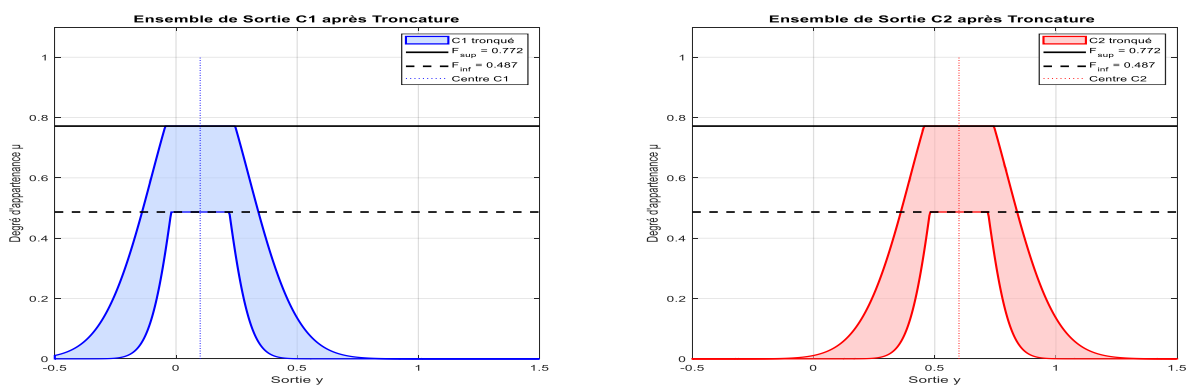 Ensemble de Sortie C1 après Troncature
C1 tronqué
F_sup = 0.772
F_inf = 0.487
Centre C1
1
0.8
0.6
0.4
0.2
0
Degré d'appartenance μ
-0.5
0
0.5
1
1.5
Sortie y
Ensemble de Sortie C2 après Troncature
C2 tronqué
F_sup = 0.772
F_inf = 0.487
Centre C2
1
0.8
0.6
0.4
0.2
0
Degré d'appartenance μ
-0.5
0
0.5
1
1.5
Sortie y